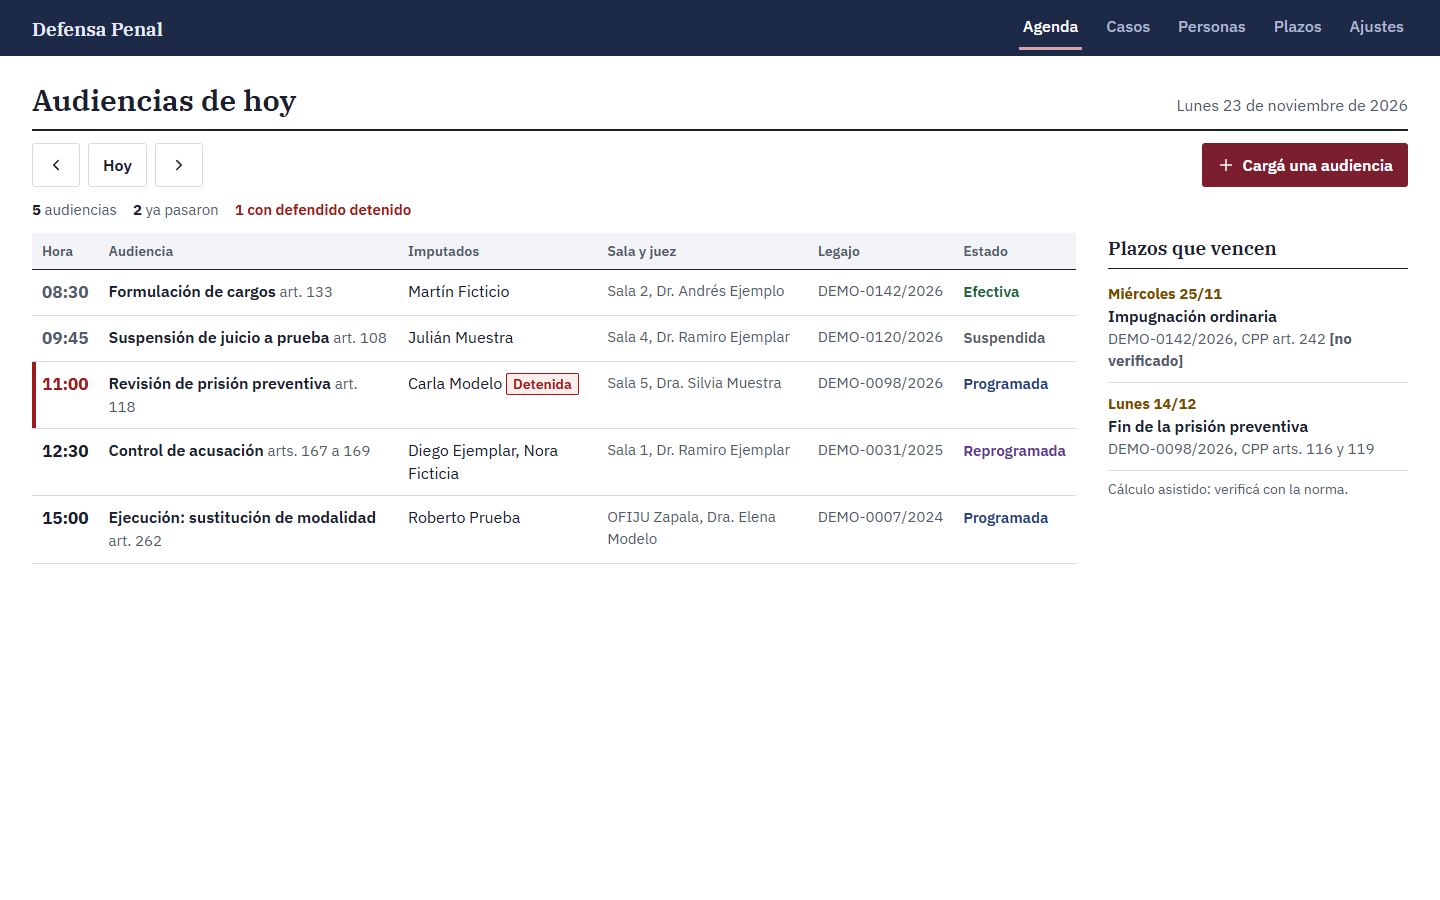 Defensa Penal
Agenda Casos Personas Plazos Ajustes
Audiencias de hoy
Lunes 23 de noviembre de 2026
Hoy
+ Cargá una audiencia
5 audiencias 2 ya pasaron 1 con defendido detenido
Hora Audiencia Imputados Sala y juez Legajo Estado
08:30 Formulación de cargos art. 133 Martín Ficticio Sala 2, Dr. Andrés Ejemplo DEMO-0142/2026 Efectiva
09:45 Suspensión de juicio a prueba art. 108 Julián Muestra Sala 4, Dr. Ramiro Ejemplar DEMO-0120/2026 Suspendida
11:00 Revisión de prisión preventiva art. Carla Modelo Detenida Sala 5, Dra. Silvia Muestra DEMO-0098/2026 Programada
118
12:30 Control de acusación arts. 167 a 169 Diego Ejemplar, Nora Sala 1, Dr. Ramiro Ejemplar DEMO-0031/2025 Reprogramada
Ficticia
15:00 Ejecución: sustitución de modalidad Roberto Prueba OFIJU Zapala, Dra. Elena DEMO-0007/2024 Programada
art. 262 Modelo
Plazos que vencen
Miércoles 25/11
Impugnación ordinaria
DEMO-0142/2026, CPP art. 242 [no
verificado]
Lunes 14/12
Fin de la prisión preventiva
DEMO-0098/2026, CPP arts. 116 y 119
Cálculo asistido: verificá con la norma.